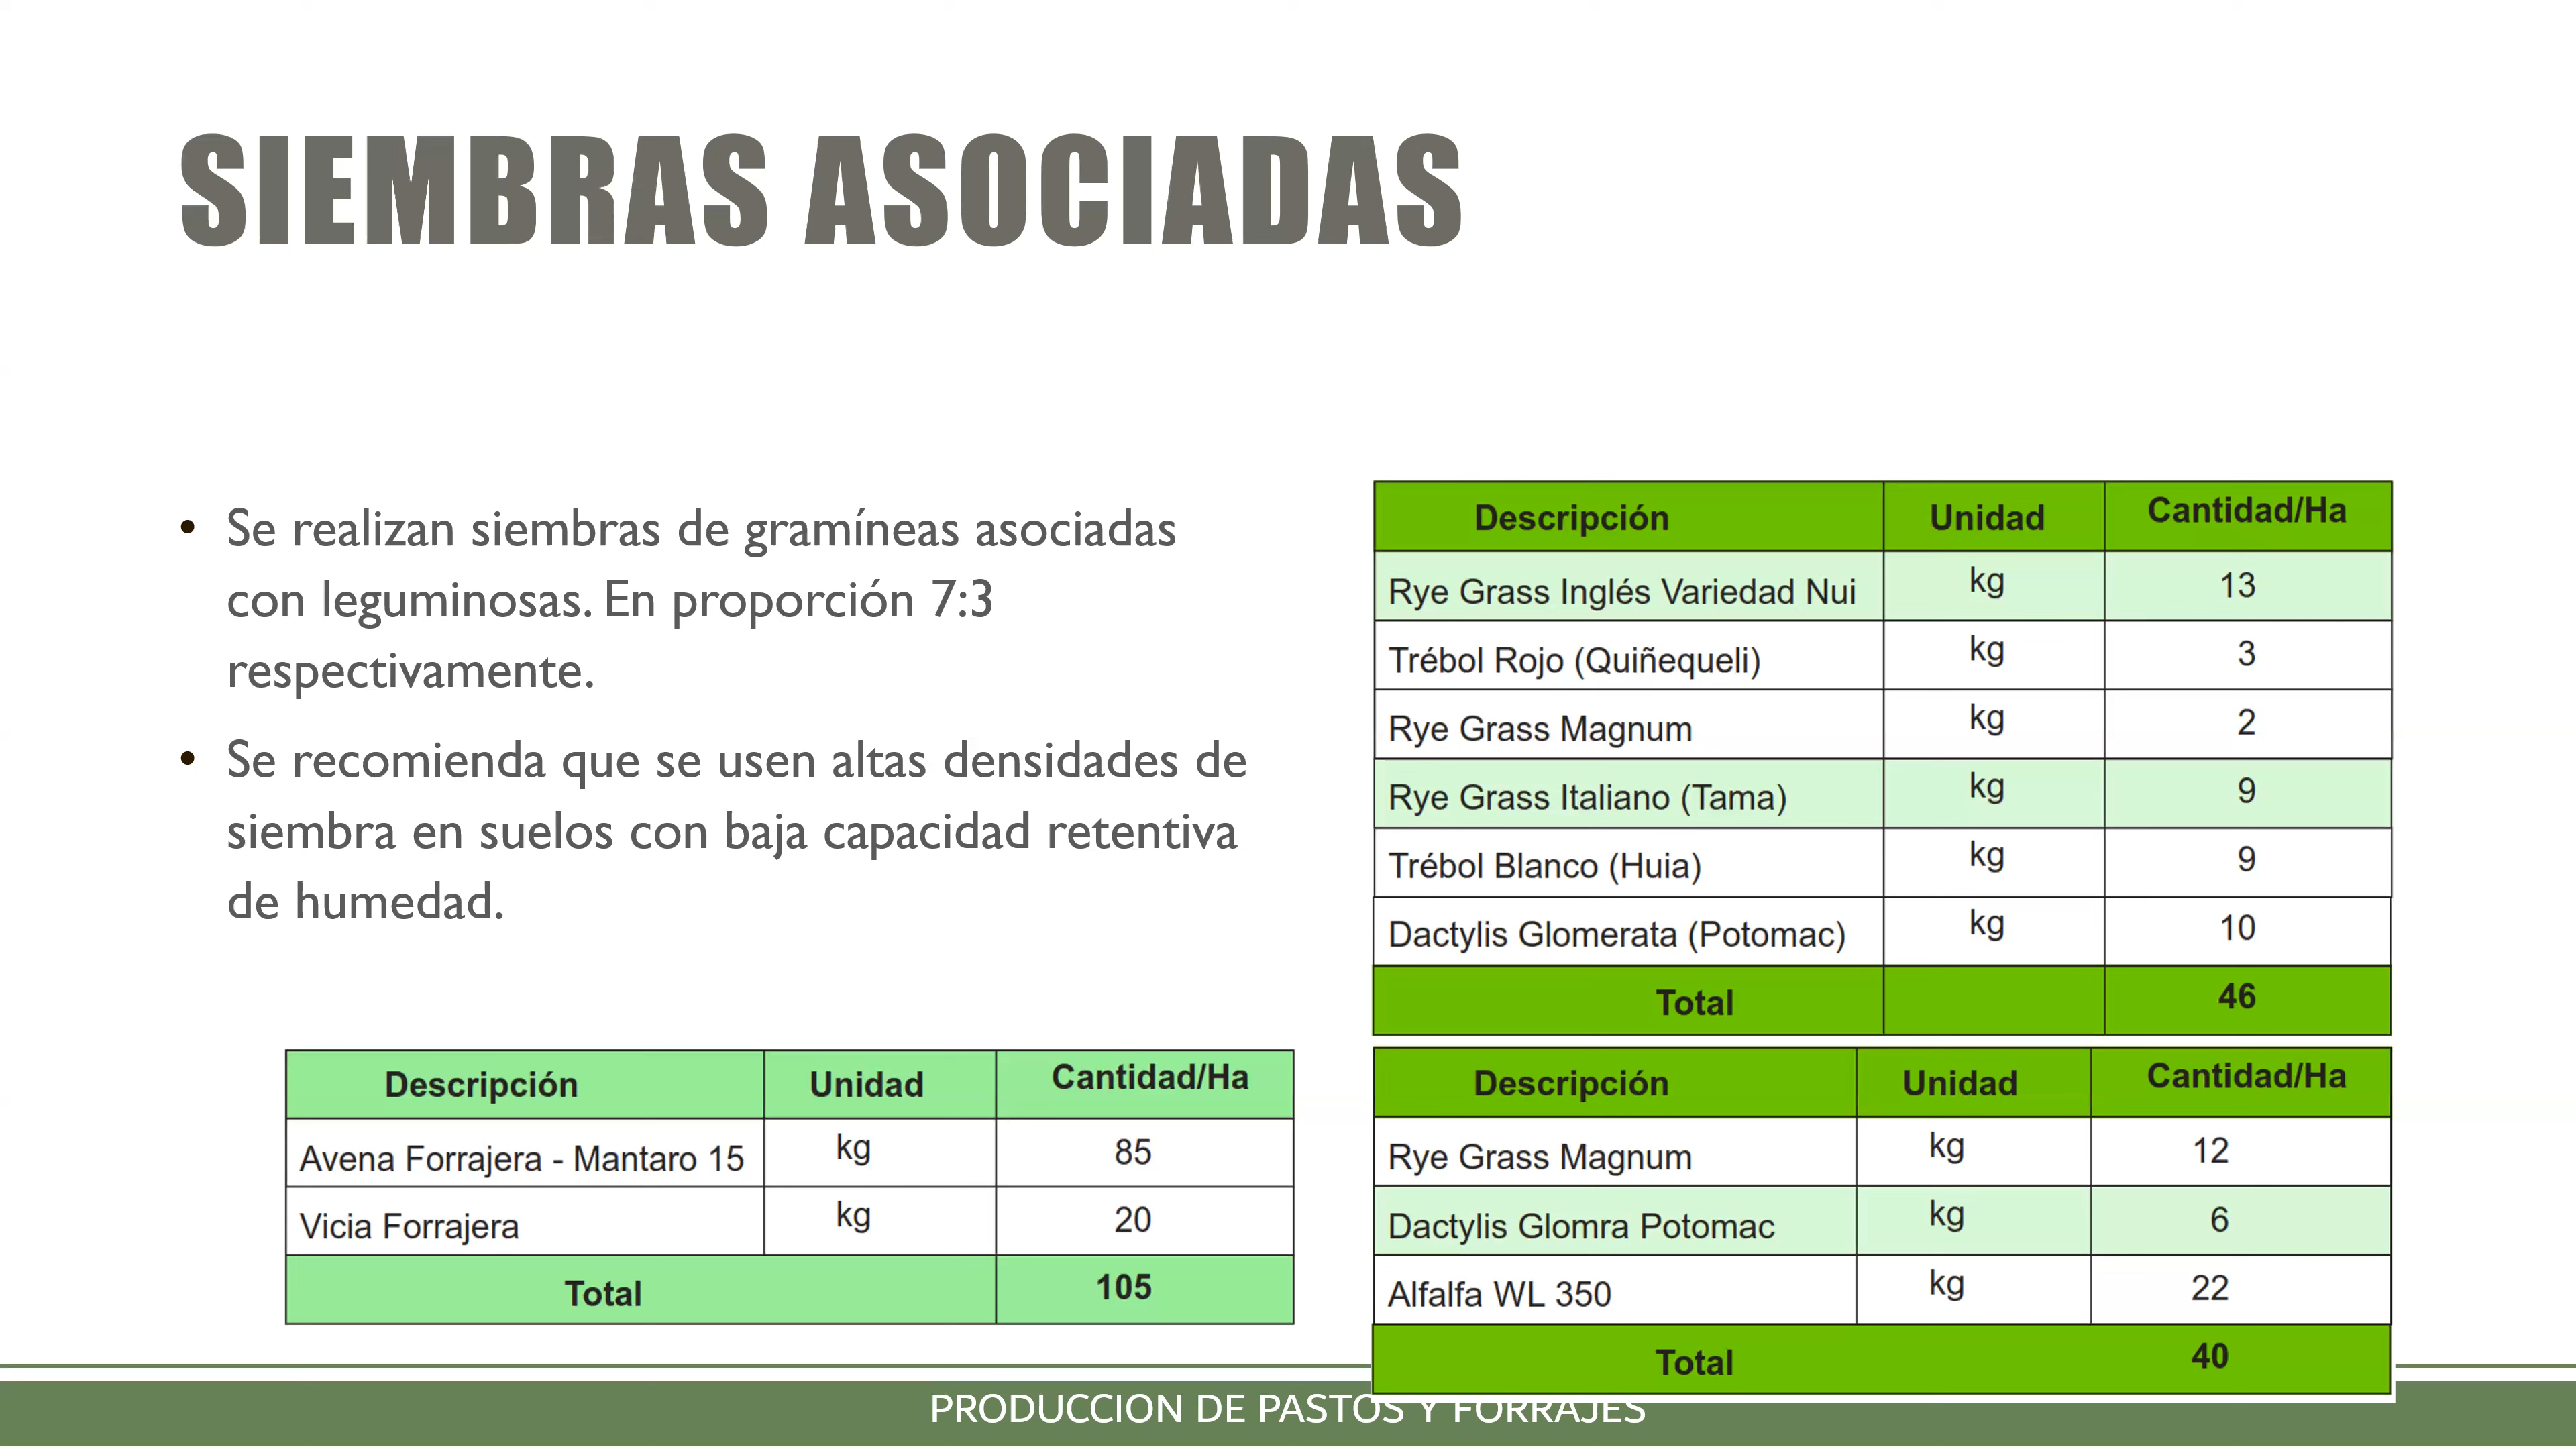 SIEMBRAS ASOCIADAS
• Se realizan siembras de gramíneas asociadas
con leguminosas. En proporción 7:3
respectivamente.
• Se recomienda que se usen altas densidades de
siembra en suelos con baja capacidad retentiva
de humedad.
Descripción Unidad Cantidad/Ha
Rye Grass Inglés Variedad Nui kg 13
Trébol Rojo (Quiñequeli) kg 3
Rye Grass Magnum kg 2
Rye Grass Italiano (Tama) kg 9
Trébol Blanco (Huia) kg 9
Dactylis Glomerata (Potomac) kg 10
Total 46
Descripción Unidad Cantidad/Ha
Avena Forrajera - Mantaro 15 kg 85
Vicia Forrajera kg 20
Total 105
Descripción Unidad Cantidad/Ha
Rye Grass Magnum kg 12
Dactylis Glomra Potomac kg 6
Alfalfa WL 350 kg 22
Total 40
PRODUCCION DE PASTOS Y FORRAJES